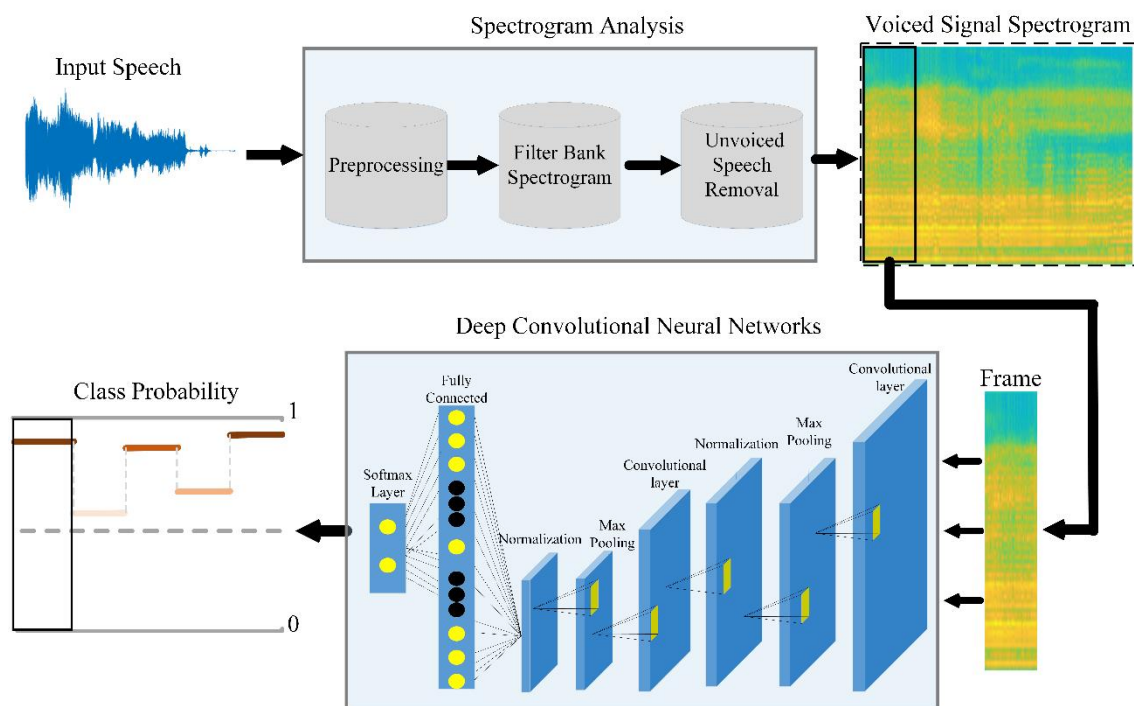 Spectrogram Analysis
Voiced Signal Spectrogram
Input Speech
Preprocessing
Filter Bank
Spectrogram
Unvoiced
Speech
Removal
Deep Convolutional Neural Networks
Class Probability
1
0
Softmax
Layer
Fully
Connected
Normalization
Max
Pooling
Convolutional
layer
Normalization
Max
Pooling
Convolutional
layer
Frame